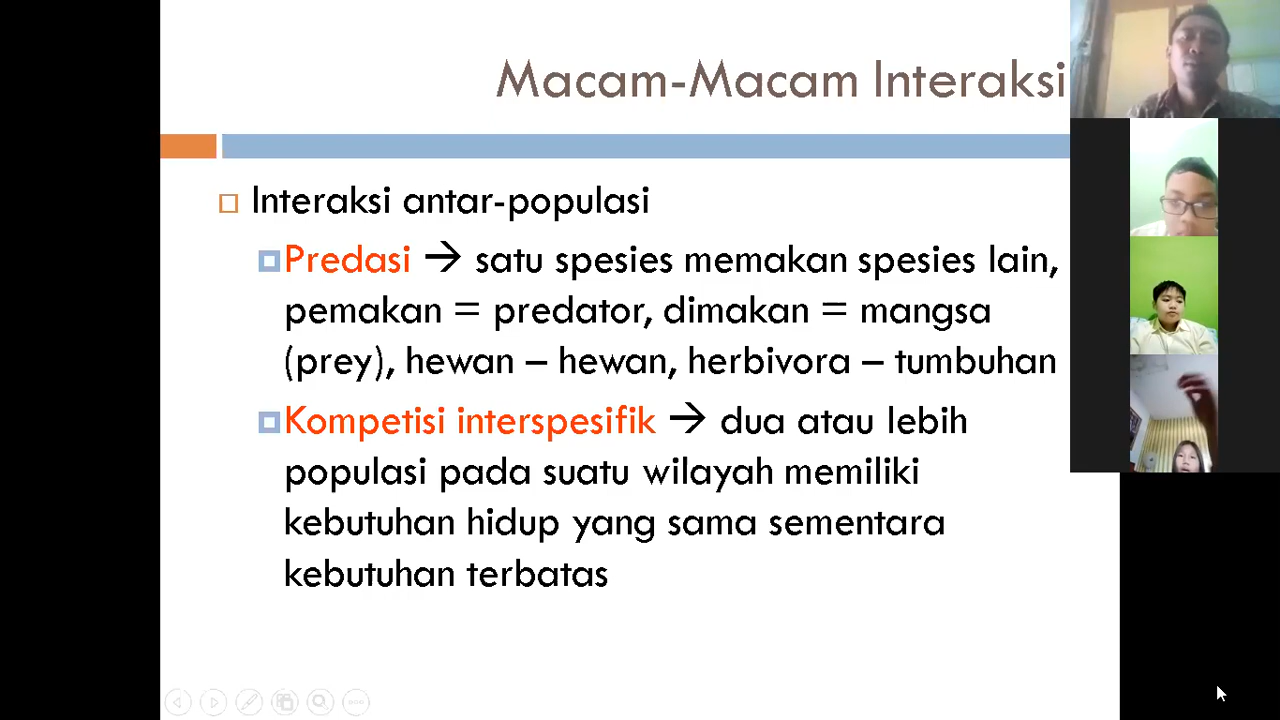 Macam-Macam Interaksi
Interaksi antar-populasi
Predasi → satu spesies memakan spesies lain,
pemakan = predator, dimakan = mangsa
(prey), hewan – hewan, herbivora – tumbuhan
Kompetisi interspesifik → dua atau lebih
populasi pada suatu wilayah memiliki
kebutuhan hidup yang sama sementara
kebutuhan terbatas